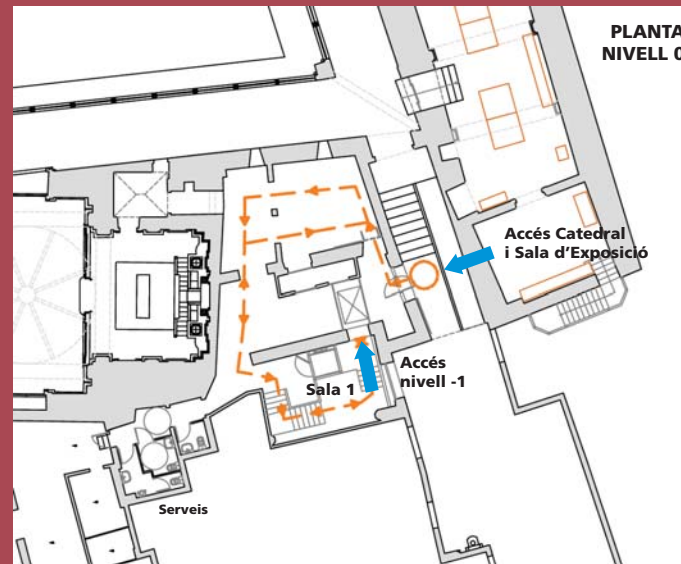 PLANTA
NIVELL 0
Accés Catedral
i Sala d’Exposició
Accés
nivell -1
Sala 1
Serveis